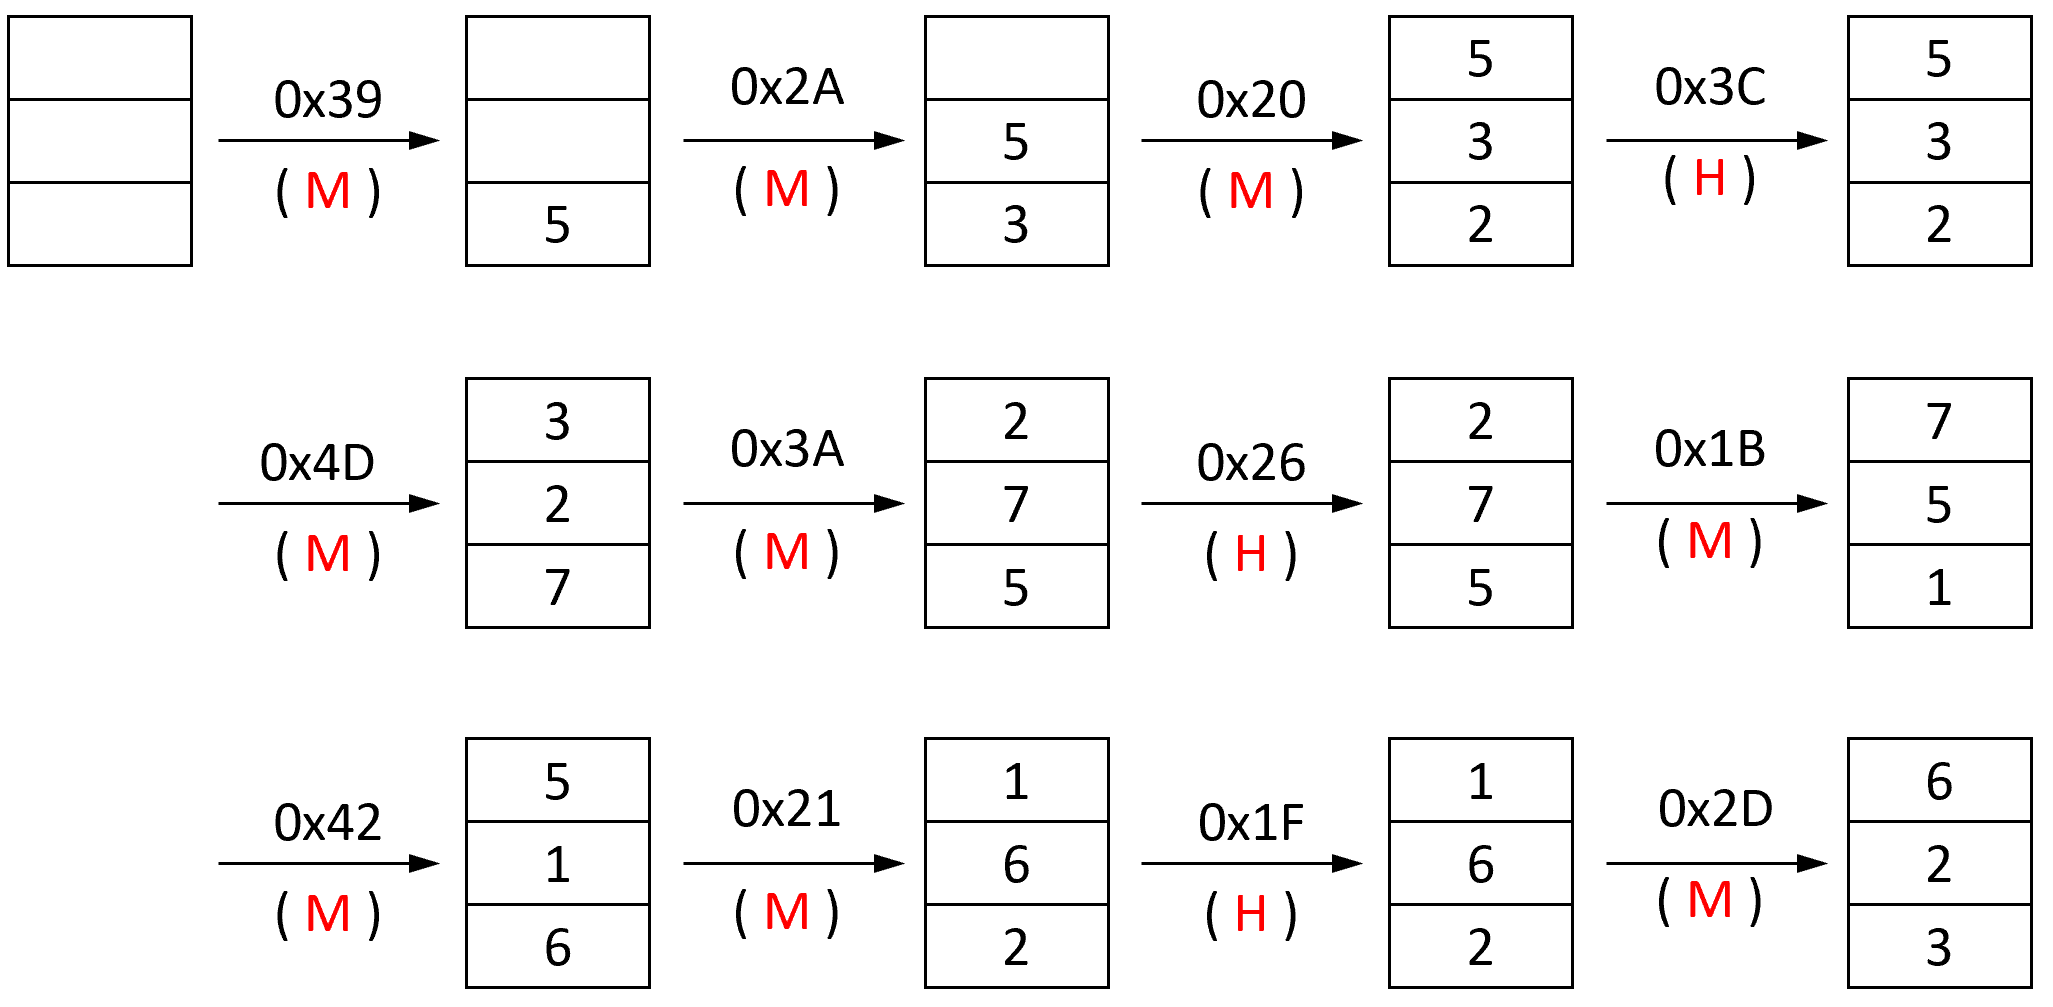 0x39 0x2A 0x20 5 0x3C 5
5 3 3
( M ) 5 ( M ) 3 ( M ) 2 ( H ) 2
0x4D 3 0x3A 2 0x26 2 0x1B 7
2 7 7 5
( M ) 7 ( M ) 5 ( H ) 5 ( M ) 1
0x42 5 0x21 1 0x1F 1 0x2D 6
1 6 6 2
( M ) 6 ( M ) 2 ( H ) 2 ( M ) 3